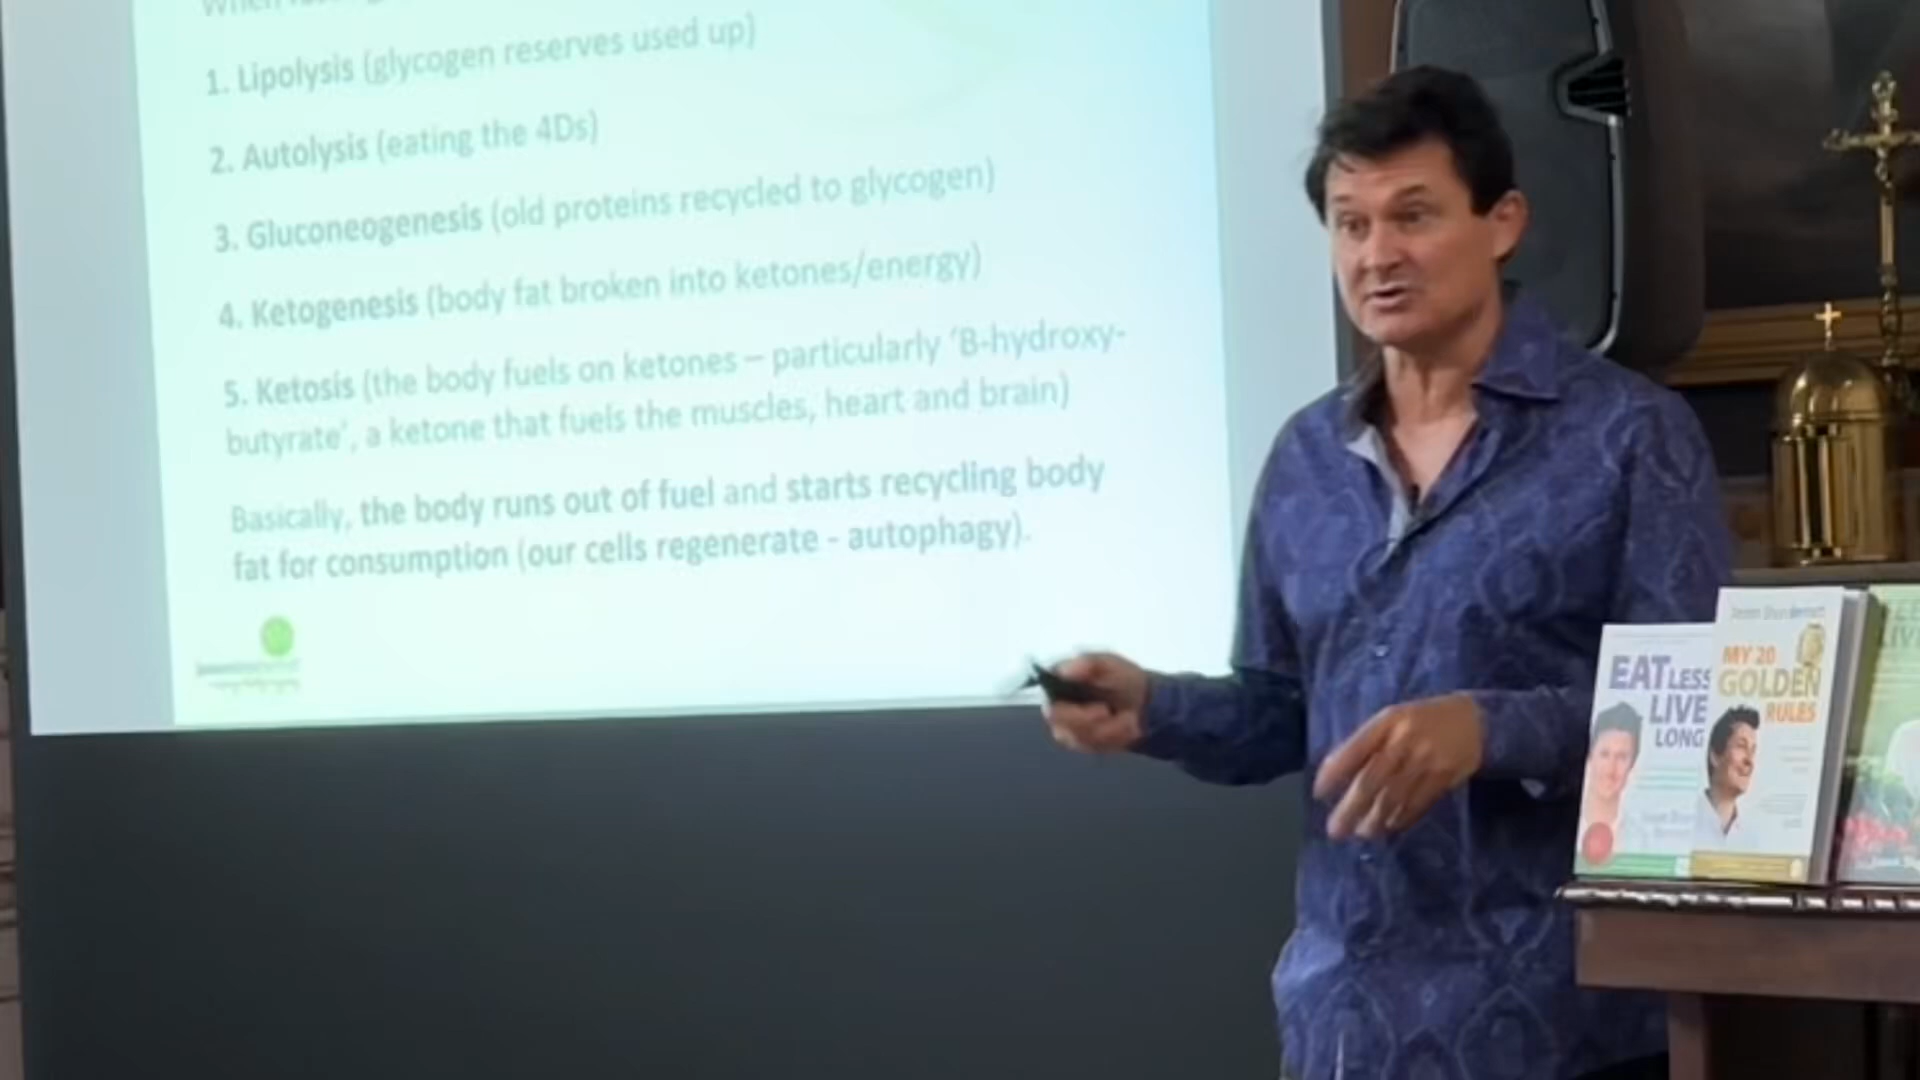 When
1. Lipolysis (glycogen reserves used up)
2. Autolysis (eating the 4Ds)
3. Gluconeogenesis (old proteins recycled to glycogen)
4. Ketogenesis (body fat broken into ketones/energy)
5. Ketosis (the body fuels on ketones – particularly ‘B-hydroxy-
butyrate’, a ketone that fuels the muscles, heart and brain)
Basically, the body runs out of fuel and starts recycling body
fat for consumption (our cells regenerate - autophagy).
EAT LESS
LIVE
LONG
MY 20
GOLDEN
RULES